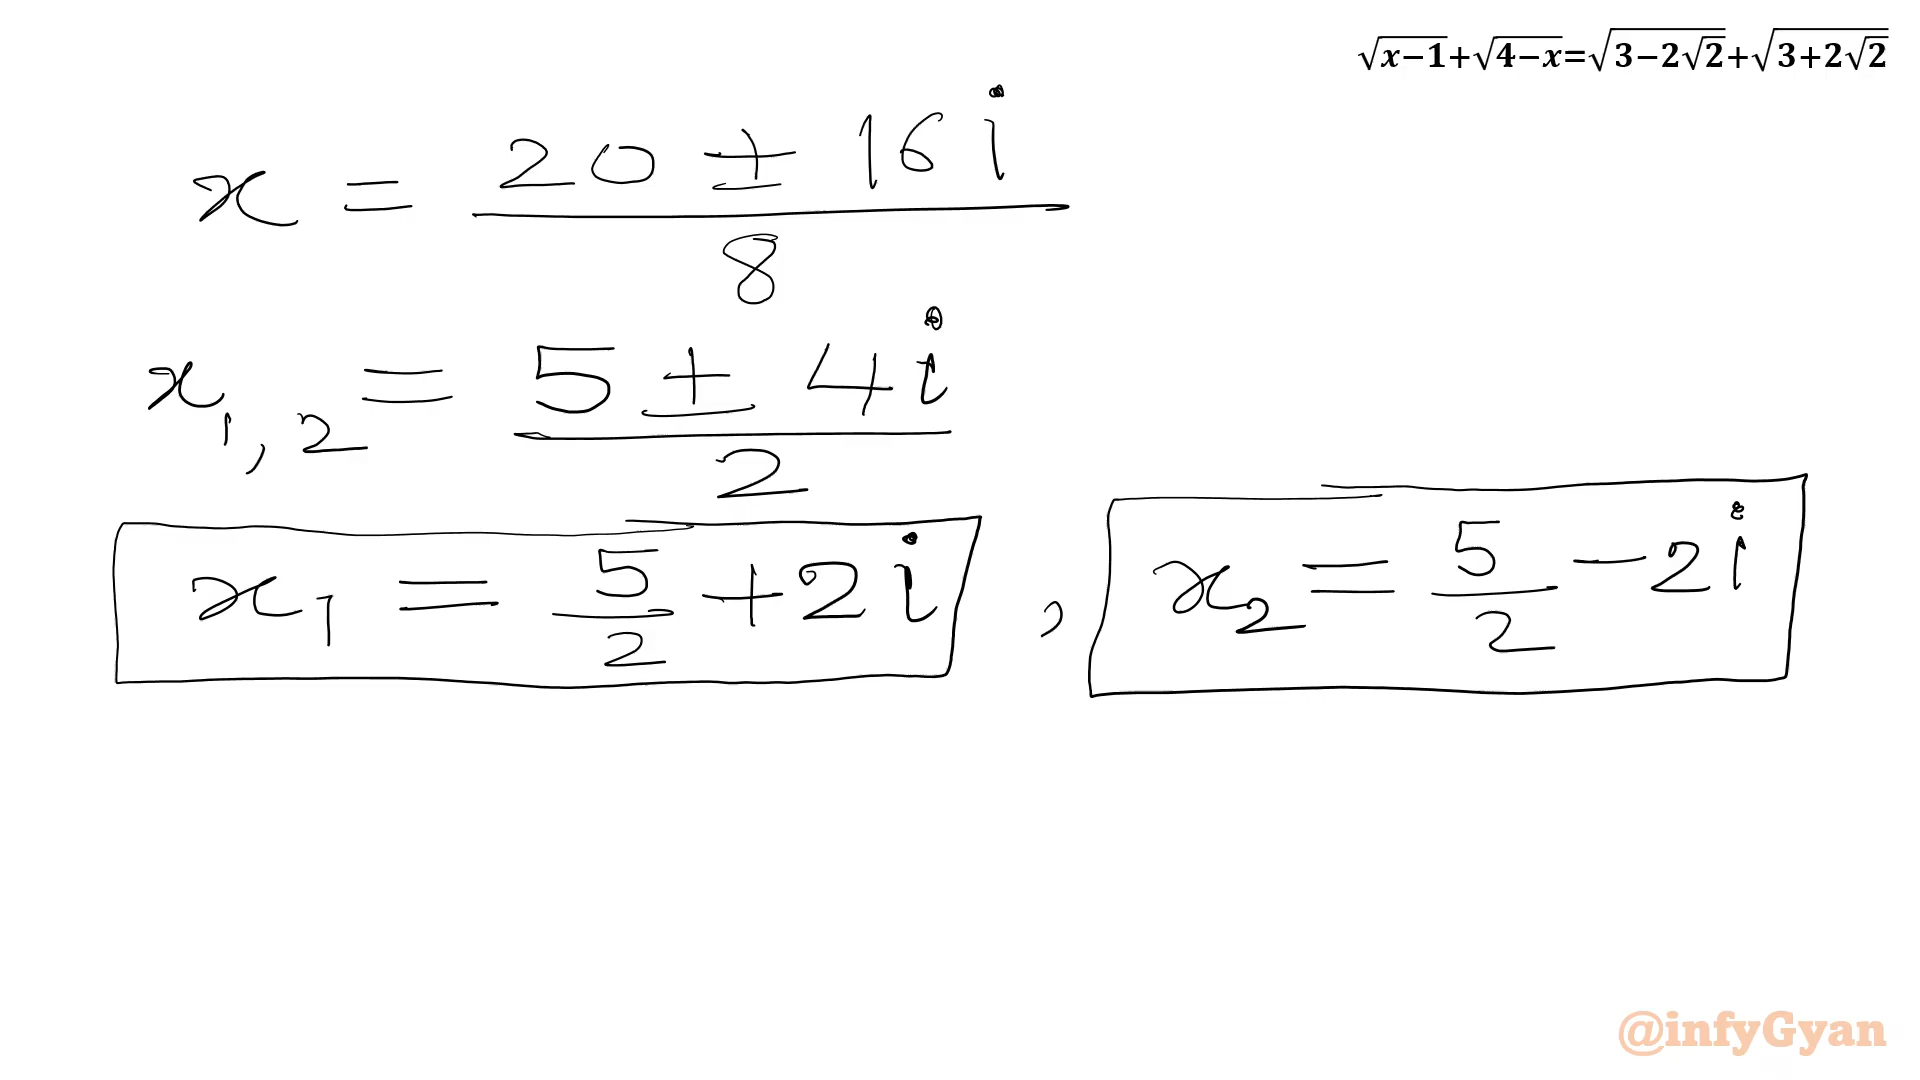 √x−1+√4−x=√3−2√2+√3+2√2
x = 20 ± 16i / 8
x₁,₂ = 5 ± 4i / 2
x₁ = 5/2 + 2i , x₂ = 5/2 − 2i
@infyGyan